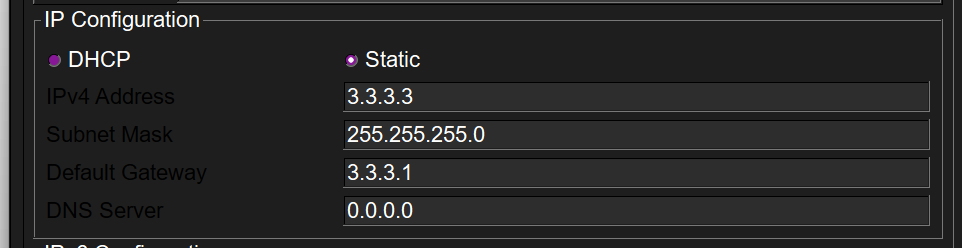 IP Configuration
DHCP Static
IPv4 Address 3.3.3.3
Subnet Mask 255.255.255.0
Default Gateway 3.3.3.1
DNS Server 0.0.0.0